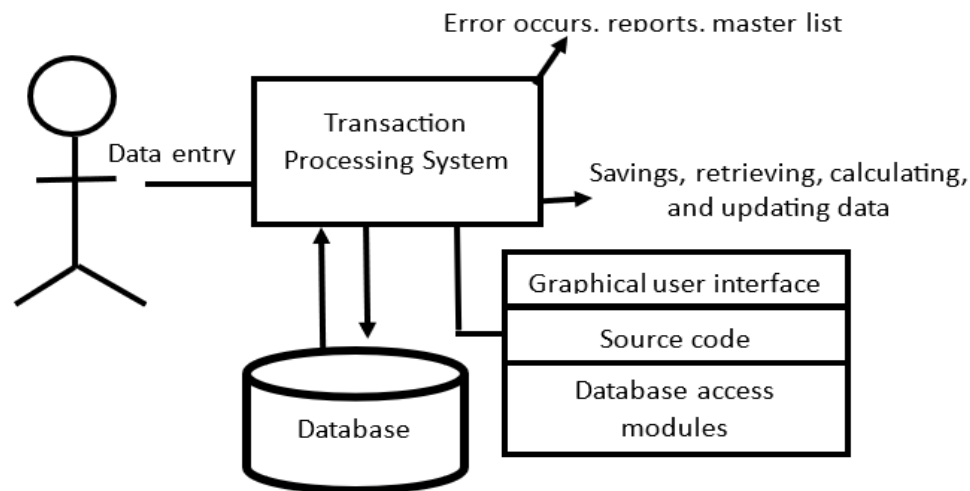 Error occurs, reports, master list
Transaction
Processing System
Data entry
Savings, retrieving, calculating,
and updating data
Graphical user interface
Source code
Database access
modules
Database